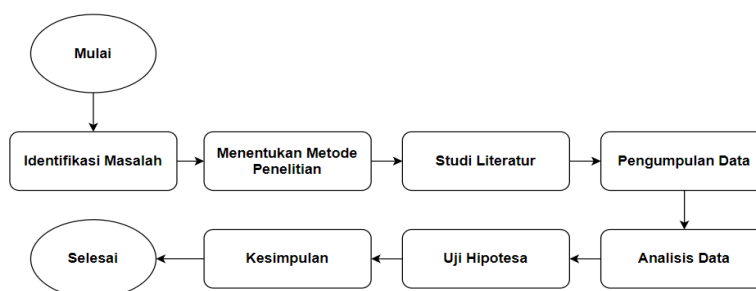 Mulai
Identifikasi Masalah
Menentukan Metode
Penelitian
Studi Literatur
Pengumpulan Data
Analisis Data
Uji Hipotesa
Kesimpulan
Selesai